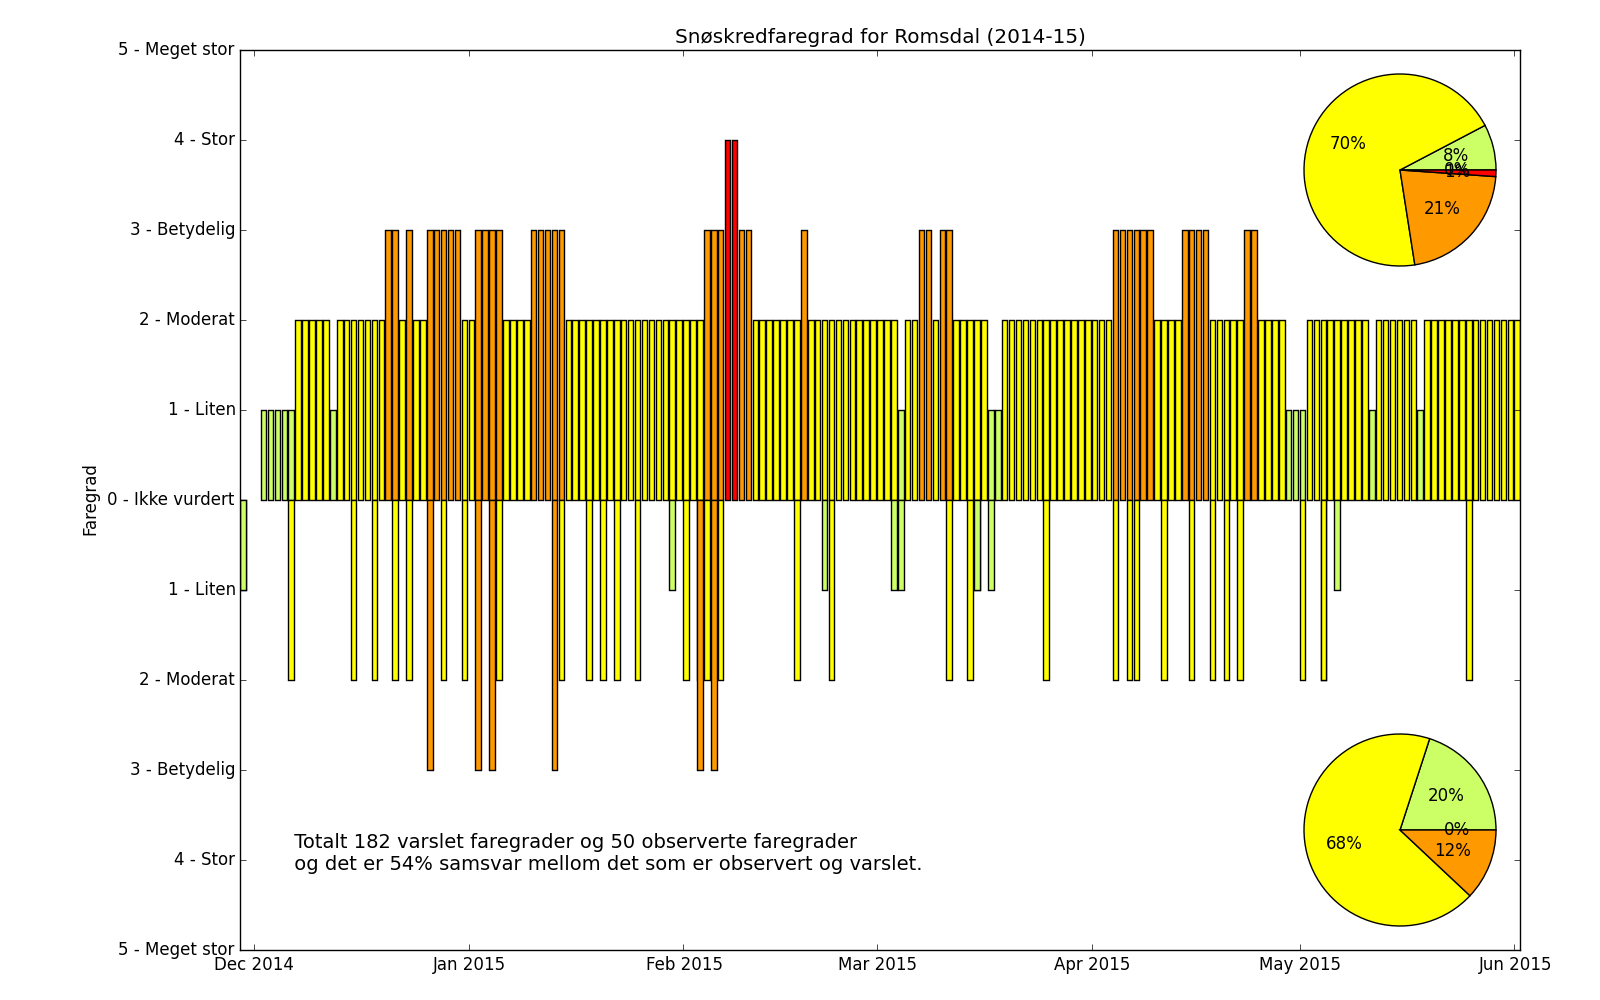 Snøskredfaregrad for Romsdal (2014-15)
5 - Meget stor
4 - Stor
3 - Betydelig
2 - Moderat
1 - Liten
0 - Ikke vurdert
1 - Liten
2 - Moderat
3 - Betydelig
4 - Stor
5 - Meget stor
Faregrad
70%
8%
0%
1%
21%
20%
0%
68%
12%
Totalt 182 varslet faregrader og 50 observerte faregrader
og det er 54% samsvar mellom det som er observert og varslet.
Dec 2014
Jan 2015
Feb 2015
Mar 2015
Apr 2015
May 2015
Jun 2015